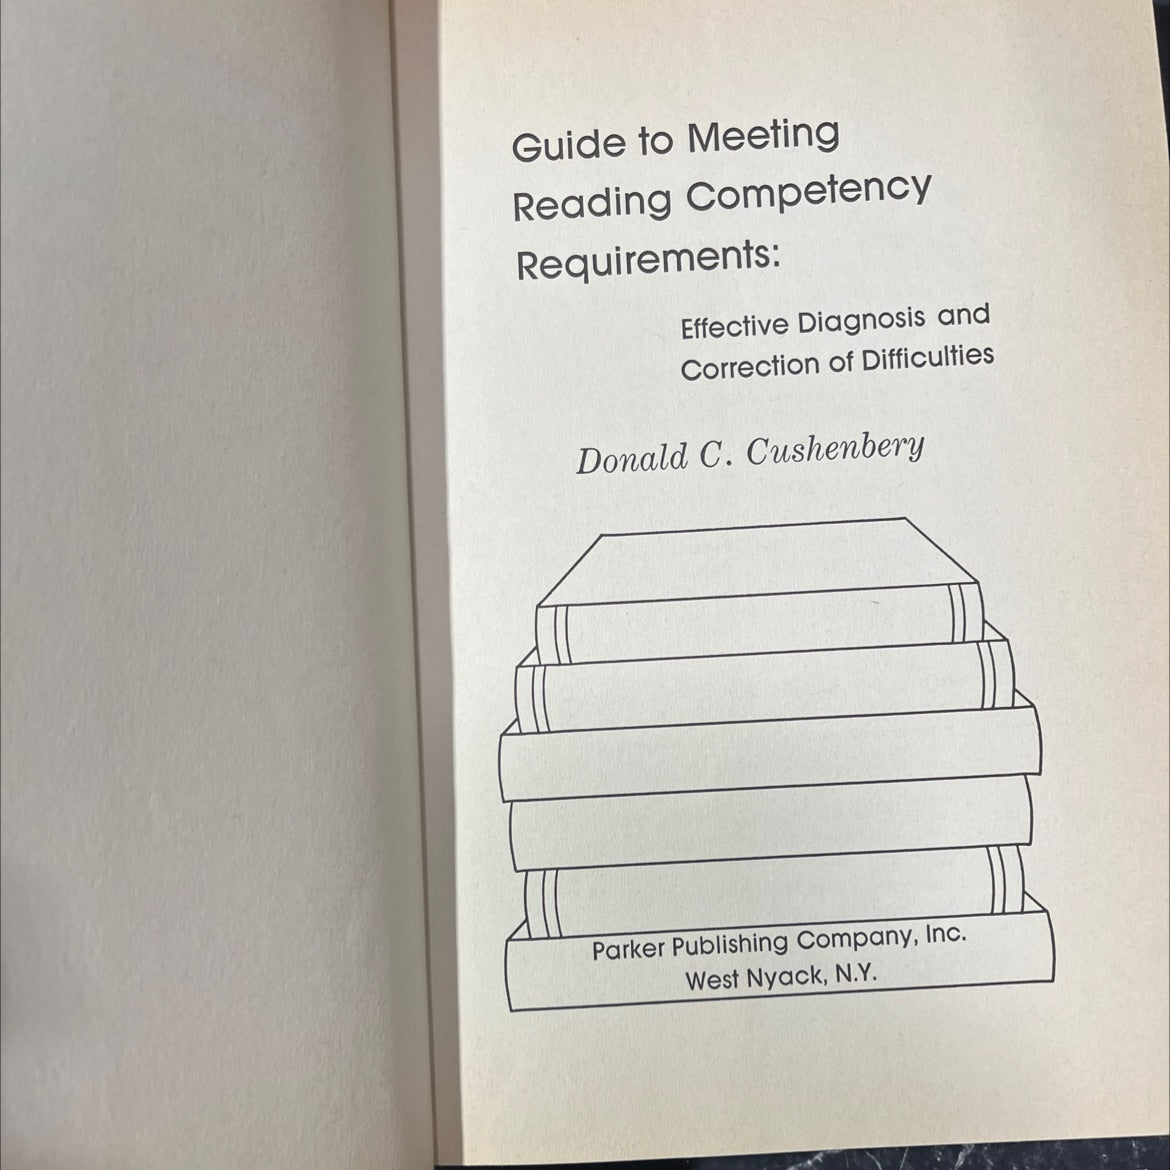 Guide to Meeting
Reading Competency
Requirements:
Effective Diagnosis and
Correction of Difficulties
Donald C. Cushenbery
Parker Publishing Company, Inc.
West Nyack, N.Y.